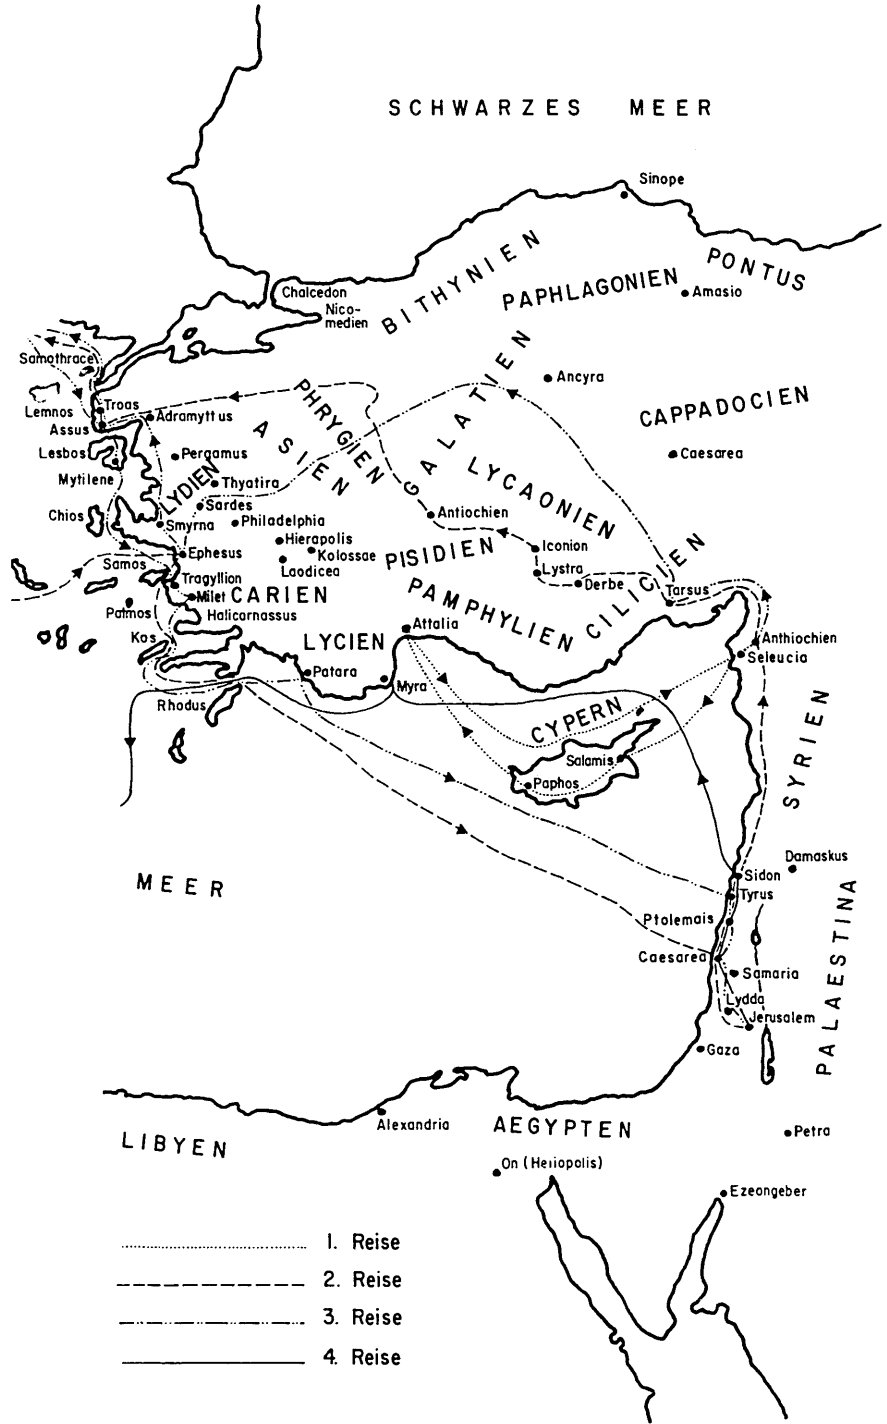 SCHWARZES MEER
Sinope
PONTUS
BITHYNIEN
PAPHLAGONIEN
Amasio
Chalcedon
Nico-
medien
Samothrace
Ancyra
PHRYGIEN
GALATIEN
CAPPADOCIEN
Lemnos
Troas
Assus
Adramyttus
ASIEN
Lesbos
Pergamus
Caesarea
Mytilene
LYDIEN
Thyatira
LYCAONIEN
Sardes
Chios
Smyrna
Philadelphia
Antiochien
Ephesus
Hierapolis
Kolossae
Laodicea
PISIDIEN
Iconion
Lystra
Derbe
Samos
Tragyllion
CARIEN
PAMPHYLIEN
CILICIEN
Tarsus
Milet
Patmos
Halicarnassus
Attalia
Kos
LYCIEN
Anthiochien
Seleucia
Patara
Myra
Rhodus
CYPERN
SYRIEN
Salamis
Paphos
MEER
Damaskus
Sidon
Tyrus
Ptolemais
PALAESTINA
Caesarea
Samaria
Lydda
Jerusalem
Gaza
Alexandria
AEGYPTEN
LIBYEN
Petra
On (Heliopolis)
Ezeongeber
1. Reise
2. Reise
3. Reise
4. Reise